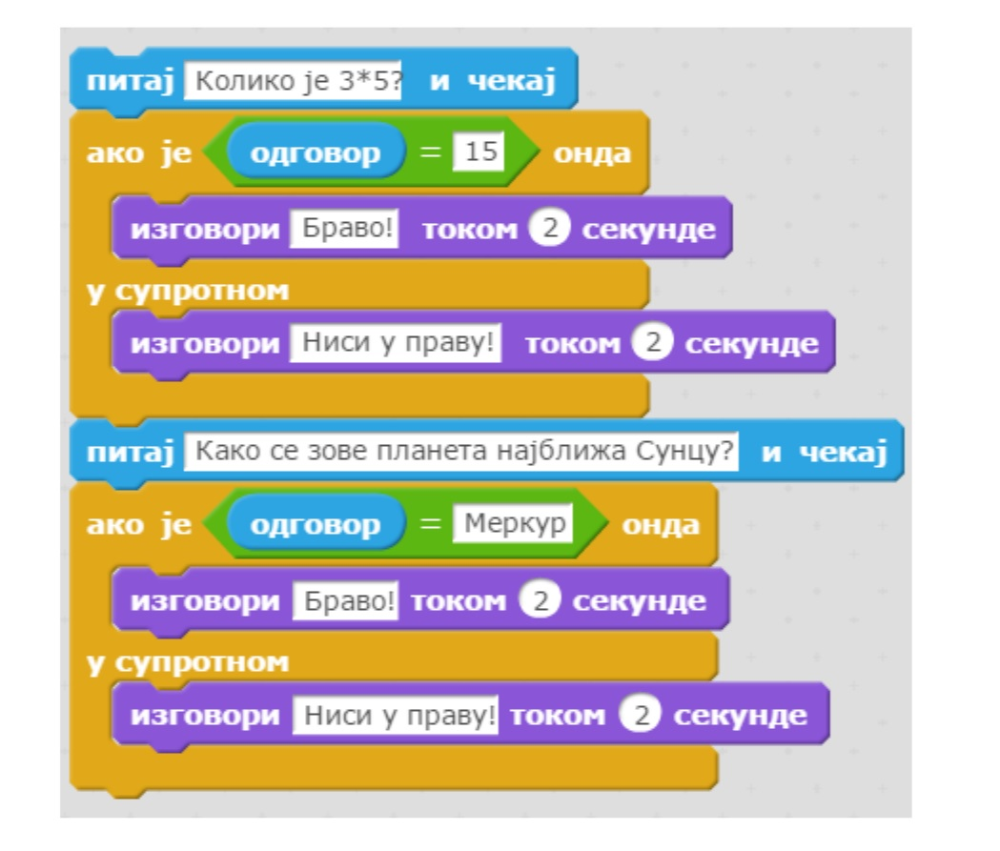 питај Колико је 3*5? и чекај
ако је одговор = 15 онда
изговори Браво! током 2 секунде
у супротном
изговори Ниси у праву! током 2 секунде
питај Како се зове планета најближа Сунцу? и чекај
ако је одговор = Меркур онда
изговори Браво! током 2 секунде
у супротном
изговори Ниси у праву! током 2 секунде